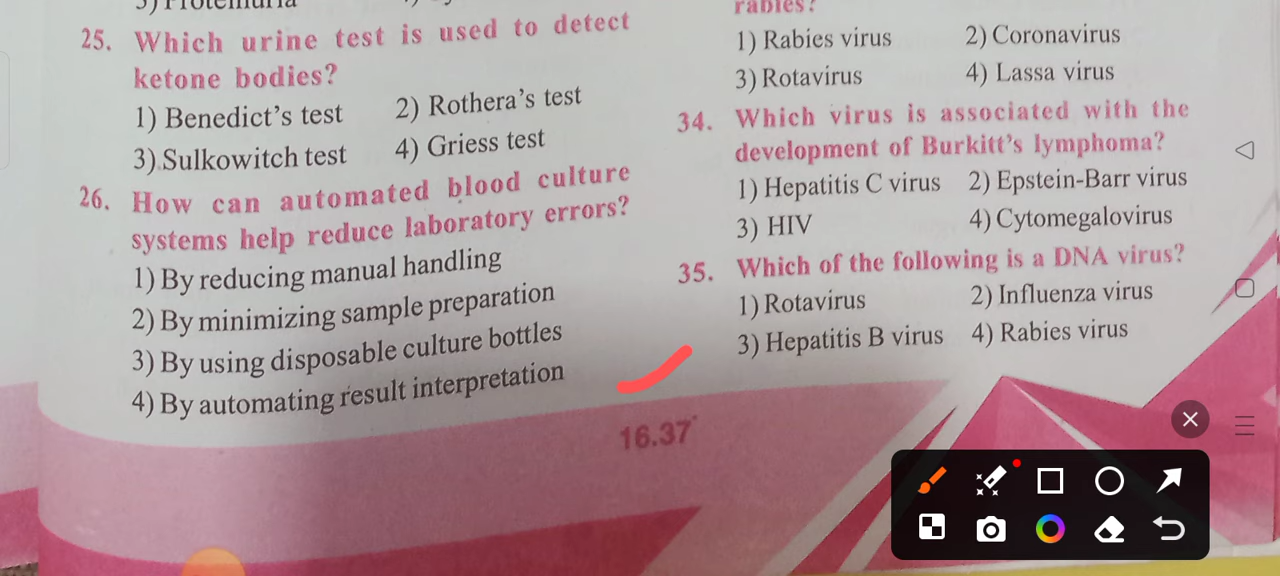 3) Proteinuria
25. Which urine test is used to detect
ketone bodies?
1) Benedict's test 2) Rothera's test
3) Sulkowitch test 4) Griess test
26. How can automated blood culture
systems help reduce laboratory errors?
1) By reducing manual handling
2) By minimizing sample preparation
3) By using disposable culture bottles
4) By automating result interpretation
rabies?
1) Rabies virus 2) Coronavirus
3) Rotavirus 4) Lassa virus
34. Which virus is associated with the
development of Burkitt's lymphoma?
1) Hepatitis C virus 2) Epstein-Barr virus
3) HIV 4) Cytomegalovirus
35. Which of the following is a DNA virus?
1) Rotavirus 2) Influenza virus
3) Hepatitis B virus 4) Rabies virus
16.37